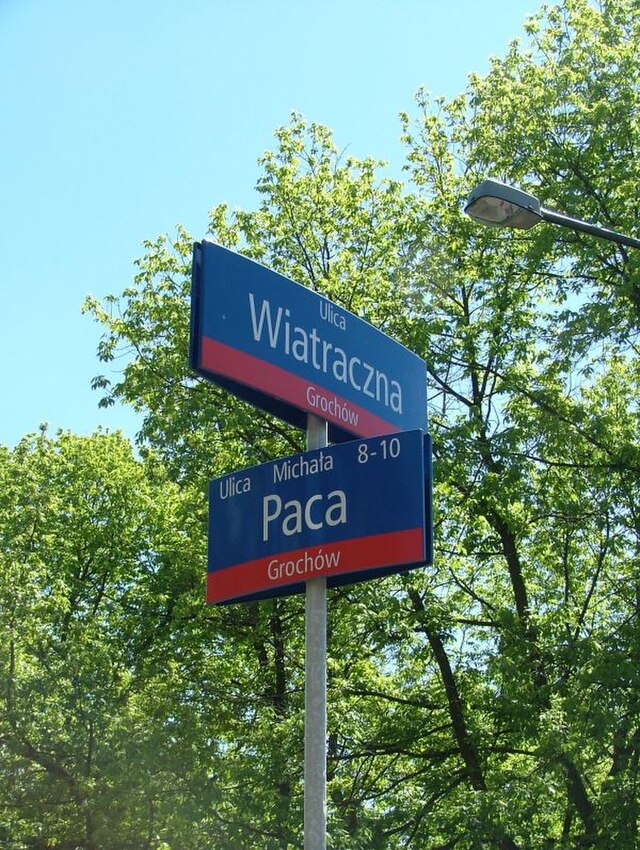 Ulica
Wiatraczna
Grochów
Ulica Michała 8-10
Paca
Grochów